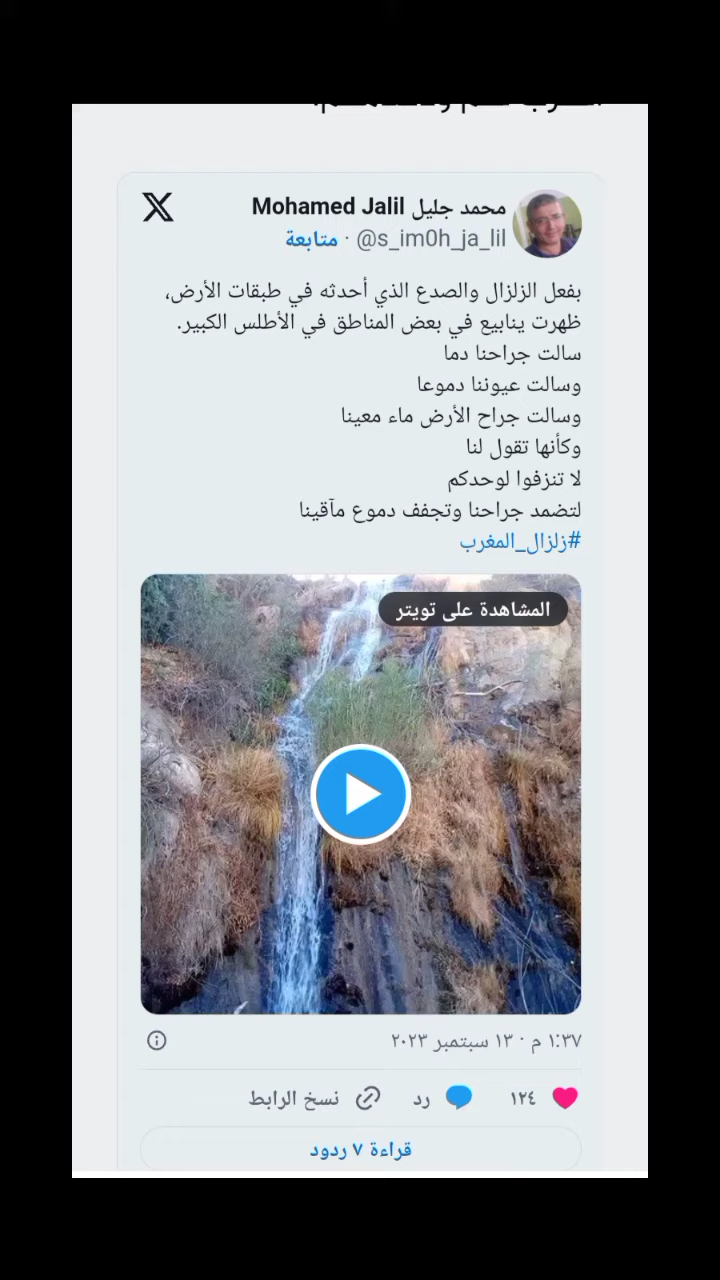 محمد جليل Mohamed Jalil
@s_im0h_ja_lil · متابعة
بفعل الزلزال والصدع الذي أحدثه في طبقات الأرض،
ظهرت ينابيع في بعض المناطق في الأطلس الكبير.
سالت جراحنا دما
وسالت عيوننا دموعا
وسالت جراح الأرض ماء معينا
وكأنها تقول لنا
لا تنزفوا لوحدكم
لتضمد جراحنا وتجفف دموع مآقينا
#زلزال_المغرب
المشاهدة على تويتر
١:٣٧ م · ١٣ سبتمبر ٢٠٢٣
١٢٤ رد نسخ الرابط
قراءة ٧ ردود